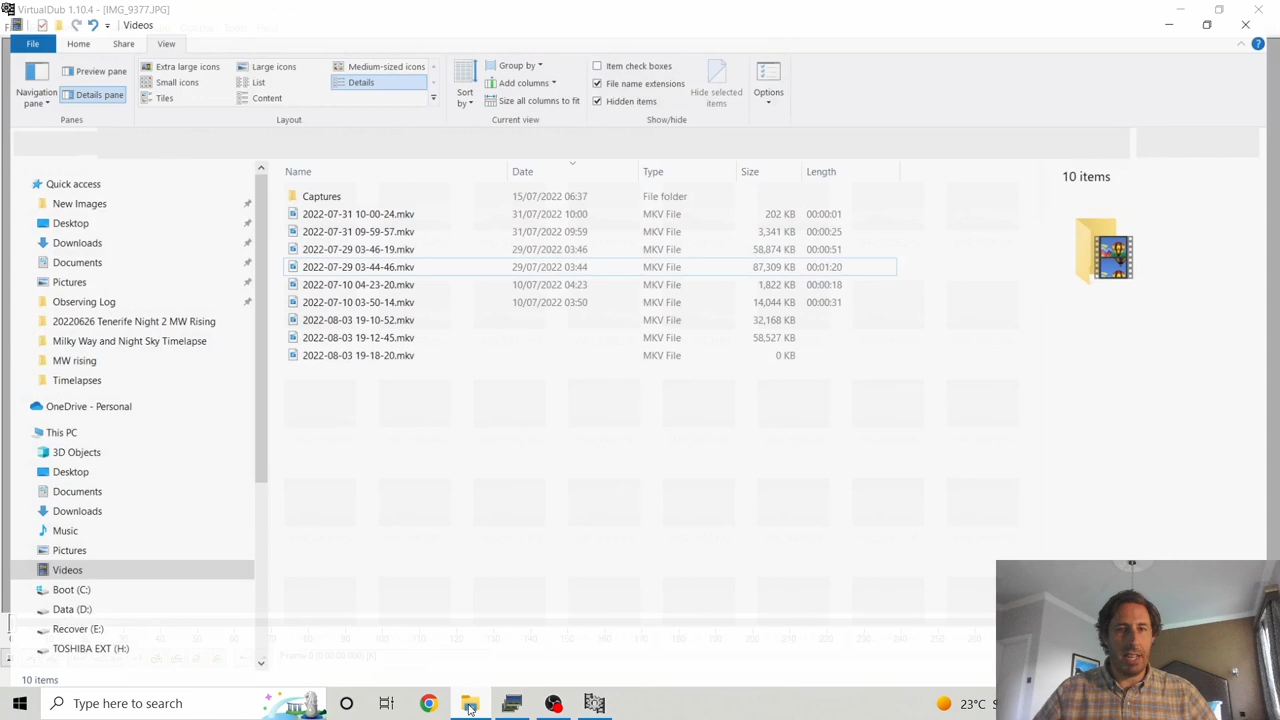 VirtualDub 1.10.4 - [IMG_9377.JPG]
Videos
File Home Share View
Navigation pane
Preview pane
Details pane
Panes
Extra large icons Large icons Medium-sized icons
Small icons List Details
Tiles Content
Layout
Sort by
Group by
Add columns
Size all columns to fit
Current view
Item check boxes
File name extensions
Hidden items
Hide selected items
Show/hide
Options
Name Date Type Size Length
Captures 15/07/2022 06:37 File folder
2022-07-31 10-00-24.mkv 31/07/2022 10:00 MKV File 202 KB 00:00:01
2022-07-31 09-59-57.mkv 31/07/2022 09:59 MKV File 3,341 KB 00:00:25
2022-07-29 03-46-19.mkv 29/07/2022 03:46 MKV File 58,874 KB 00:00:51
2022-07-29 03-44-46.mkv 29/07/2022 03:44 MKV File 87,309 KB 00:01:20
2022-07-10 04-23-20.mkv 10/07/2022 04:23 MKV File 1,822 KB 00:00:18
2022-07-10 03-50-14.mkv 10/07/2022 03:50 MKV File 14,044 KB 00:00:31
2022-08-03 19-10-52.mkv MKV File 32,168 KB
2022-08-03 19-12-45.mkv MKV File 58,527 KB
2022-08-03 19-18-20.mkv MKV File 0 KB
10 items
Quick access
New Images
Desktop
Downloads
Documents
Pictures
Observing Log
20220626 Tenerife Night 2 MW Rising
Milky Way and Night Sky Timelapse
MW rising
Timelapses
OneDrive - Personal
This PC
3D Objects
Desktop
Documents
Downloads
Music
Pictures
Videos
Boot (C:)
Data (D:)
Recover (E:)
TOSHIBA EXT (H:)
10 items
Type here to search
23°C